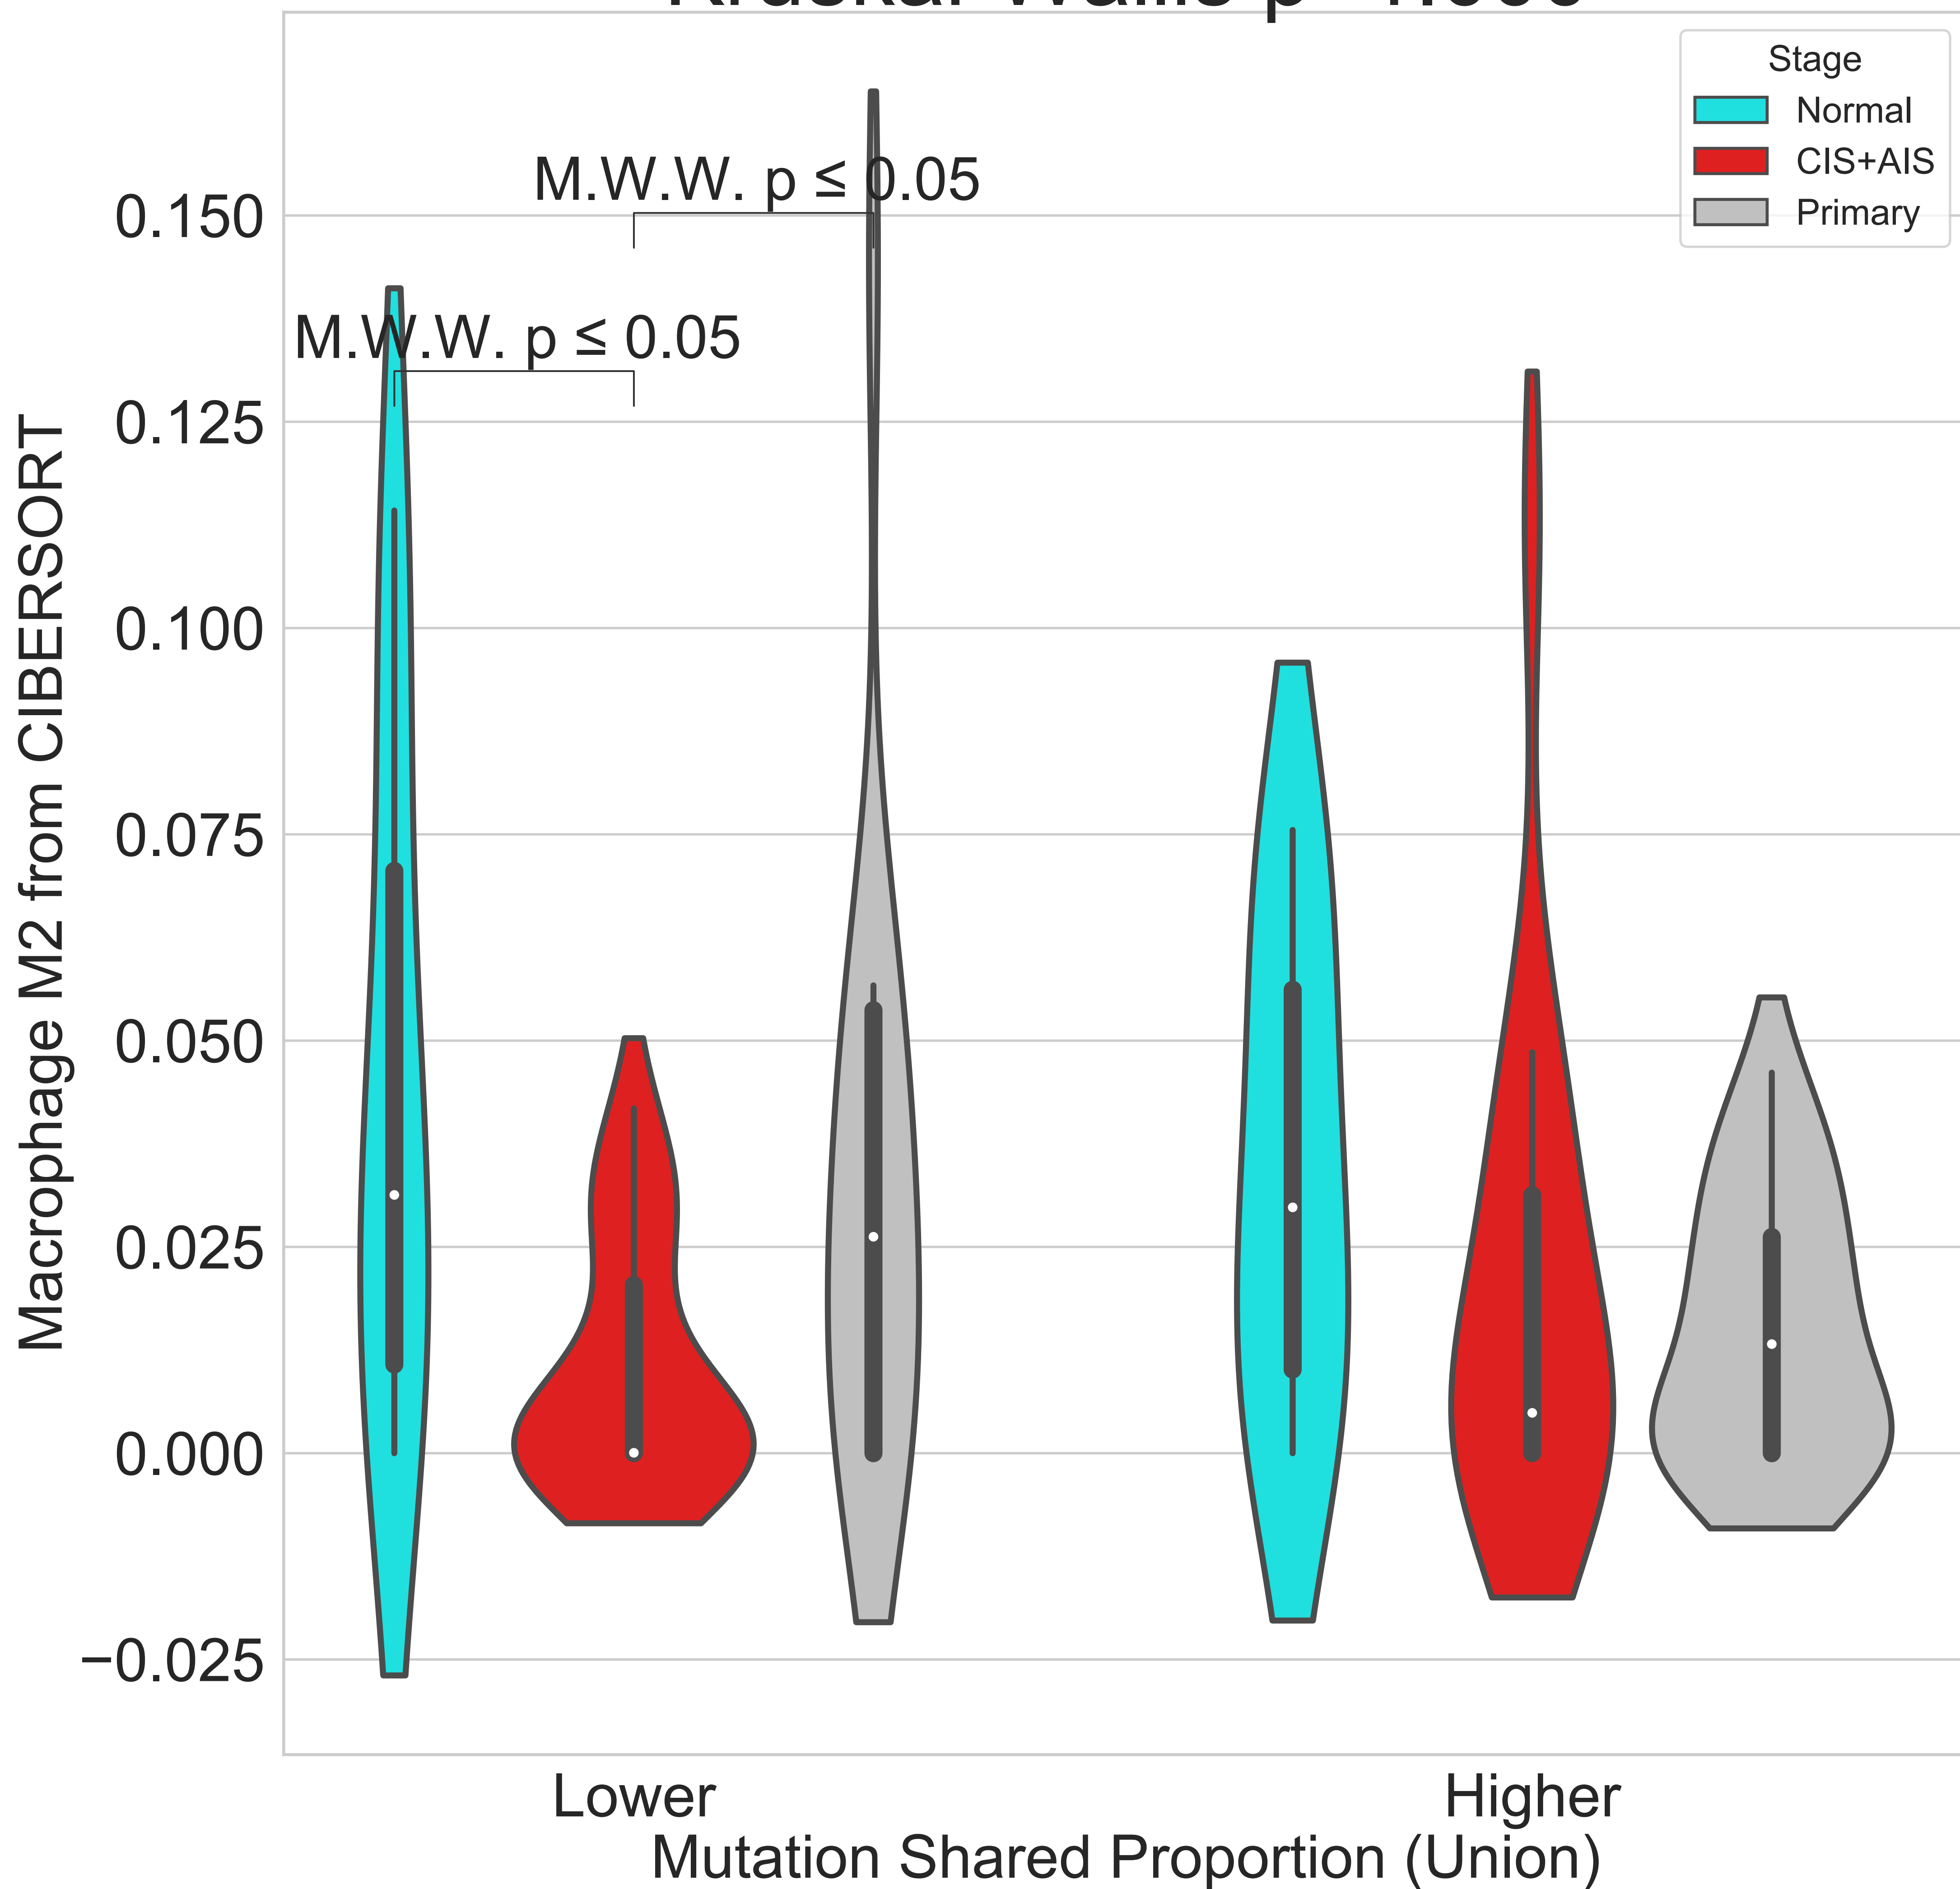 Stage
Normal
CIS+AIS
Primary
M.W.W. p ≤ 0.05
M.W.W. p ≤ 0.05
0.150
0.125
0.100
0.075
0.050
0.025
0.000
−0.025
Macrophage M2 from CIBERSORT
Lower
Higher
Mutation Shared Proportion (Union)